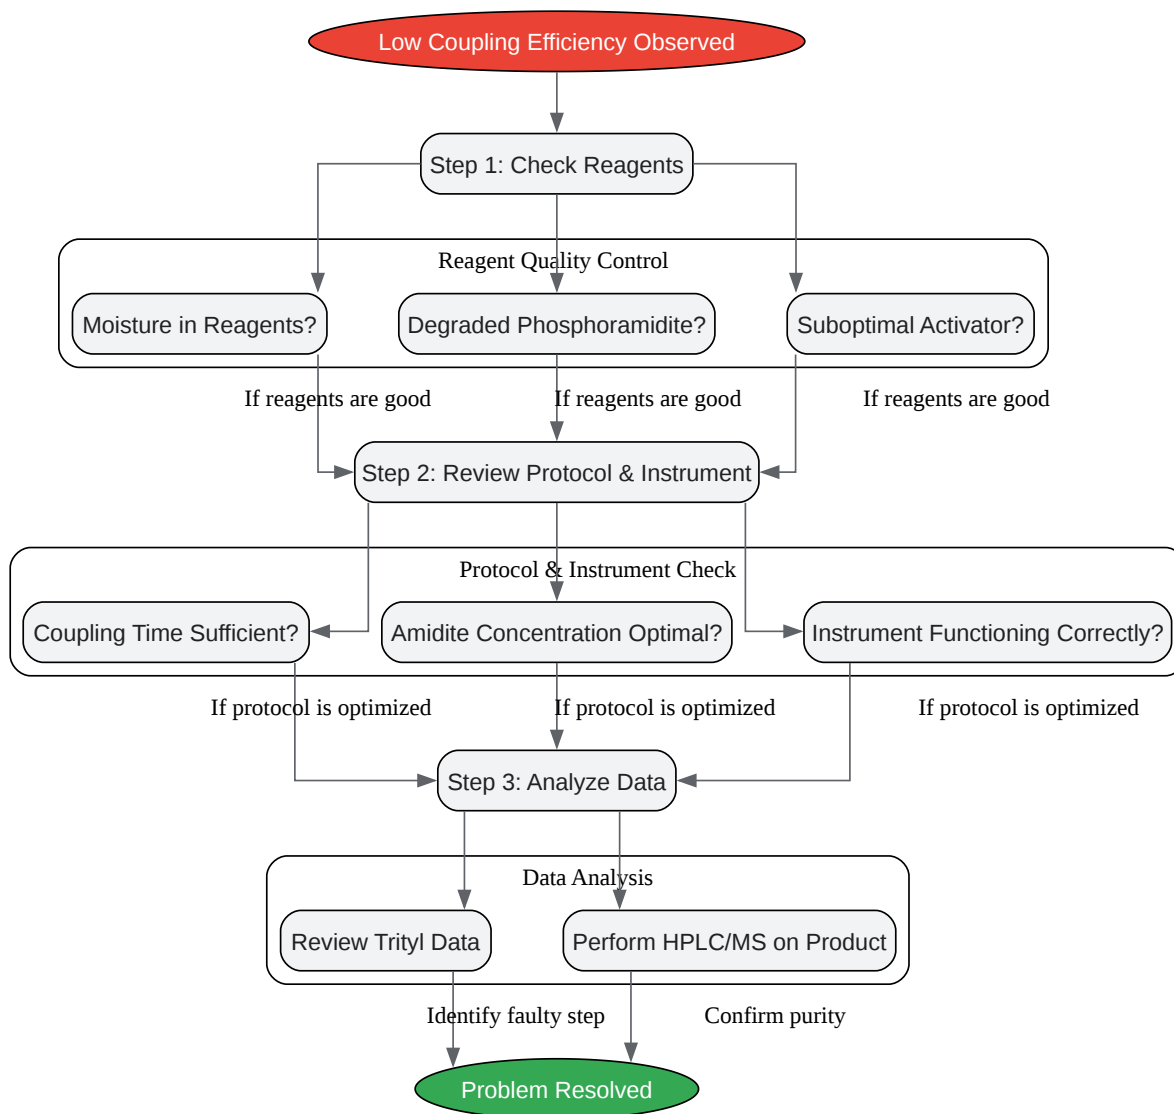 Low Coupling Efficiency Observed
Step 1: Check Reagents
Reagent Quality Control
Moisture in Reagents?
Degraded Phosphoramidite?
Suboptimal Activator?
If reagents are good
If reagents are good
If reagents are good
Step 2: Review Protocol & Instrument
Protocol & Instrument Check
Coupling Time Sufficient?
Amidite Concentration Optimal?
Instrument Functioning Correctly?
If protocol is optimized
If protocol is optimized
If protocol is optimized
Step 3: Analyze Data
Data Analysis
Review Trityl Data
Perform HPLC/MS on Product
Identify faulty step
Confirm purity
Problem Resolved